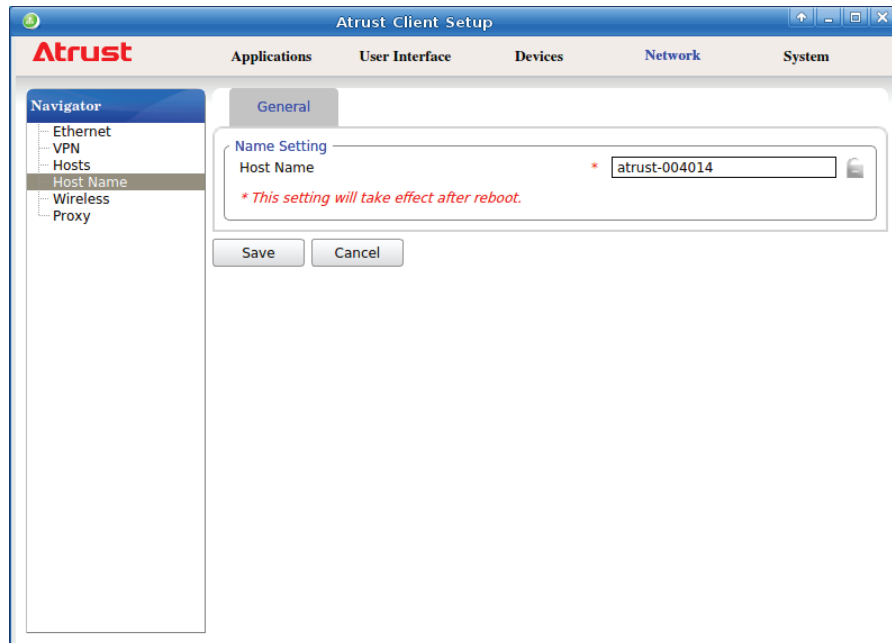 Atrust Client Setup
Atrust
Applications User Interface Devices Network System
Navigator
Ethernet
VPN
Hosts
Host Name
Wireless
Proxy
General
Name Setting
Host Name * atrust-004014
* This setting will take effect after reboot.
Save Cancel